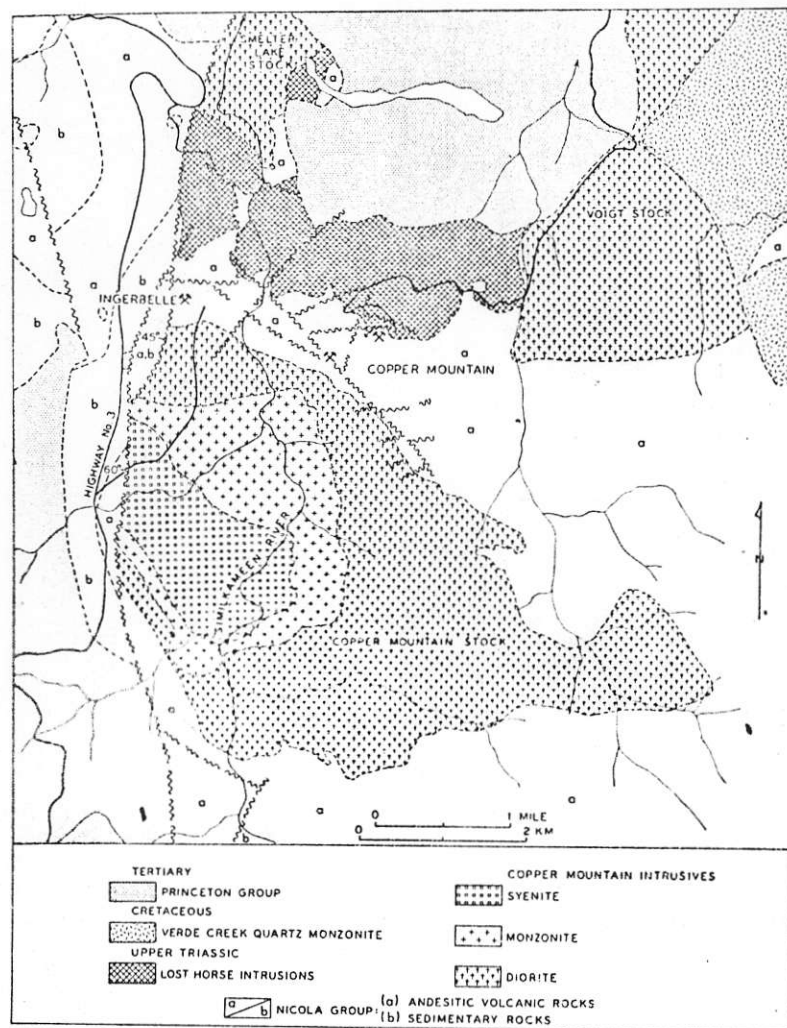 MELTER
LAKE
STOCK
a
a
b
a
VOIGT STOCK
a
a
a
b
a
INGERBELLE
b
a
45°
a,b
COPPER MOUNTAIN
a
b
HIGHWAY No. 3
a
a
60°
a
SIMILKAMEEN RIVER
N
b
COPPER MOUNTAIN STOCK
a
a
a
a
b
0 1 MILE
0 2 KM
TERTIARY
PRINCETON GROUP
CRETACEOUS
VERDE CREEK QUARTZ MONZONITE
UPPER TRIASSIC
LOST HORSE INTRUSIONS
COPPER MOUNTAIN INTRUSIVES
SYENITE
MONZONITE
DIORITE
a b NICOLA GROUP: (a) ANDESITIC VOLCANIC ROCKS
(b) SEDIMENTARY ROCKS